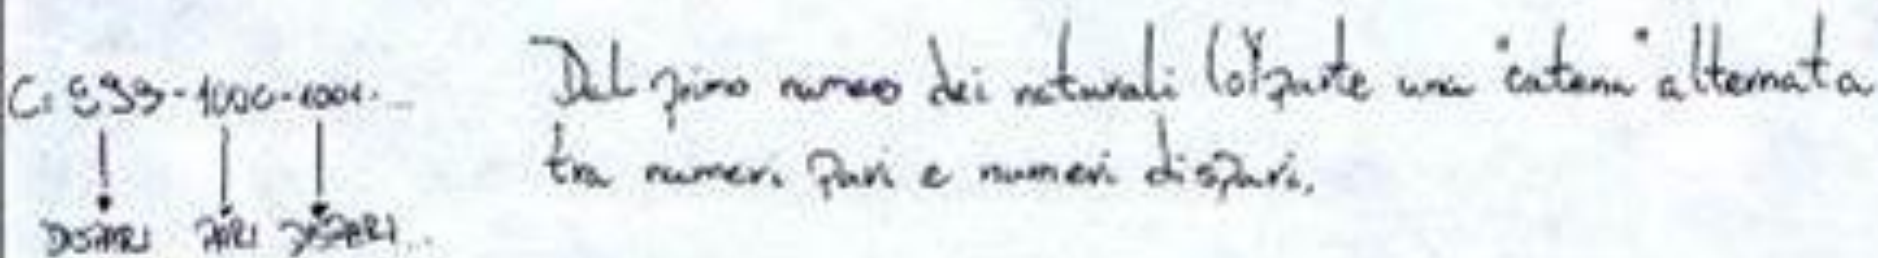 C: 999-1000-1001...
DISPARI PARI DISPARI...
Dal primo numero dei naturali (0) parte una "catena" alternata
tra numeri pari e numeri dispari.